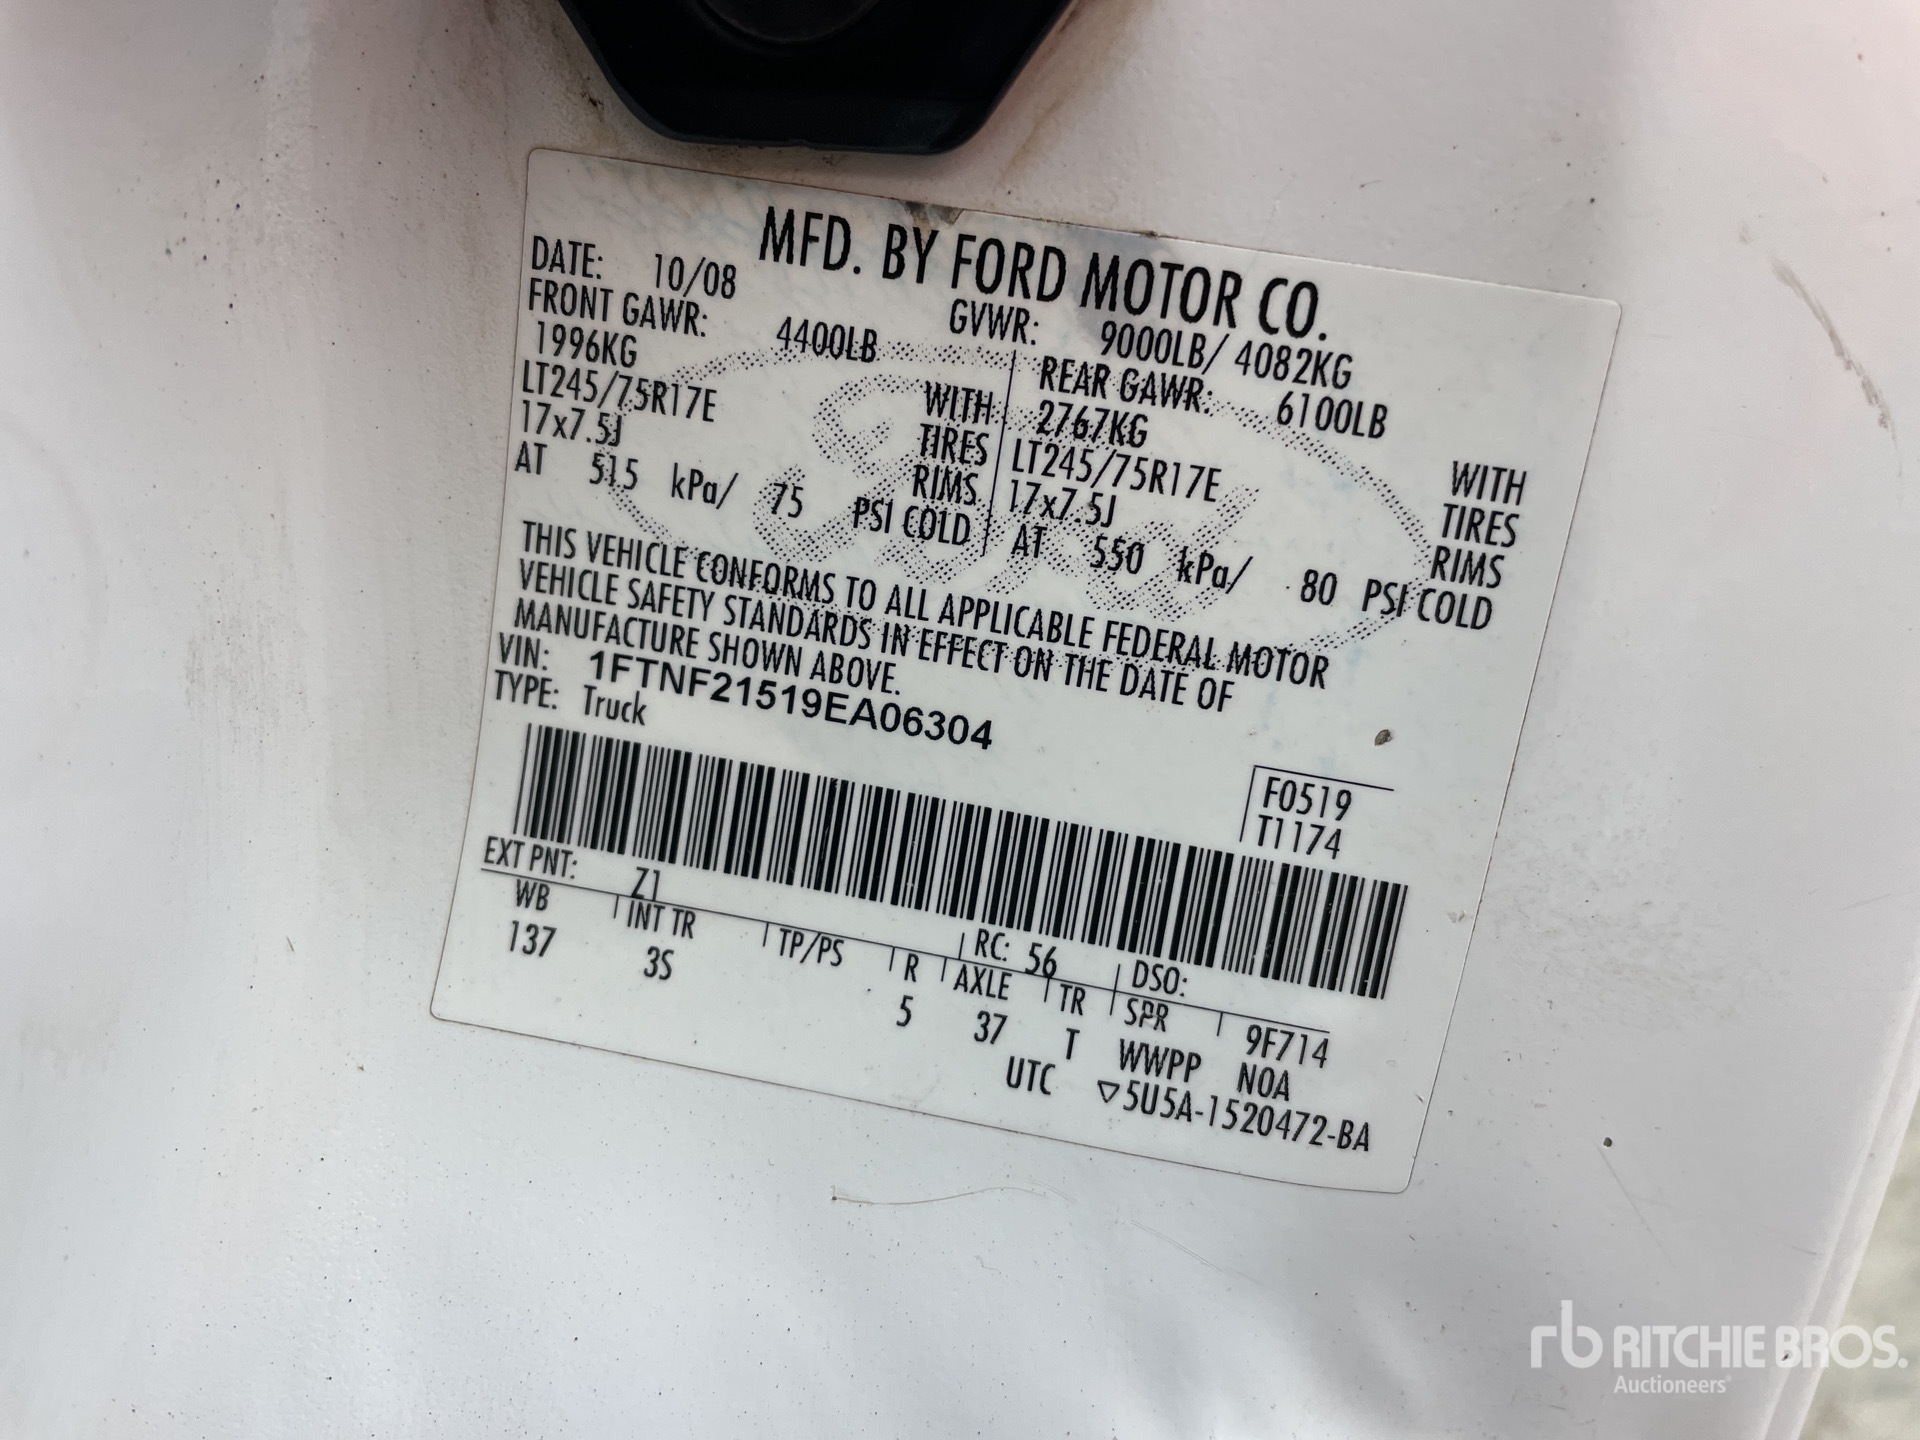 MFD. BY FORD MOTOR CO.
DATE: 10/08 GVWR: 9000LB/ 4082KG
FRONT GAWR: 4400LB REAR GAWR: 6100LB
1996KG WITH 2767KG WITH
LT245/75R17E TIRES LT245/75R17E TIRES
17x7.5J RIMS 17x7.5J RIMS
AT 515 kPa/ 75 PSI COLD AT 550 kPa/ 80 PSI COLD
THIS VEHICLE CONFORMS TO ALL APPLICABLE FEDERAL MOTOR
VEHICLE SAFETY STANDARDS IN EFFECT ON THE DATE OF
MANUFACTURE SHOWN ABOVE.
VIN: 1FTNF21519EA06304
TYPE: Truck
F0519
T1174
EXT PNT: Z1 RC: 56 DSO:
WB INT TR TP/PS R AXLE TR SPR 9F714
137 3S 5 37 T WWPP NOA
UTC ▽5U5A-1520472-BA
rb RITCHIE BROS.
Auctioneers